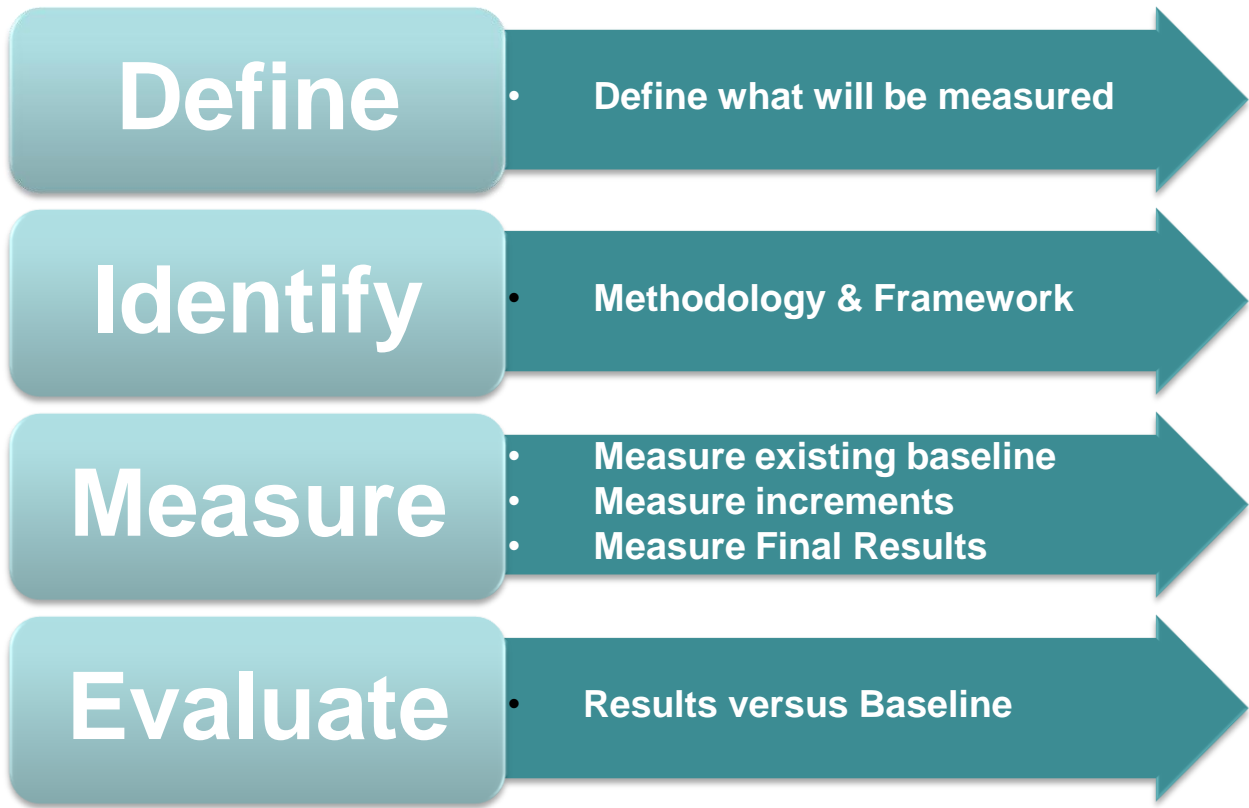 Define
• Define what will be measured
Identify
• Methodology & Framework
Measure
• Measure existing baseline
• Measure increments
• Measure Final Results
Evaluate
• Results versus Baseline